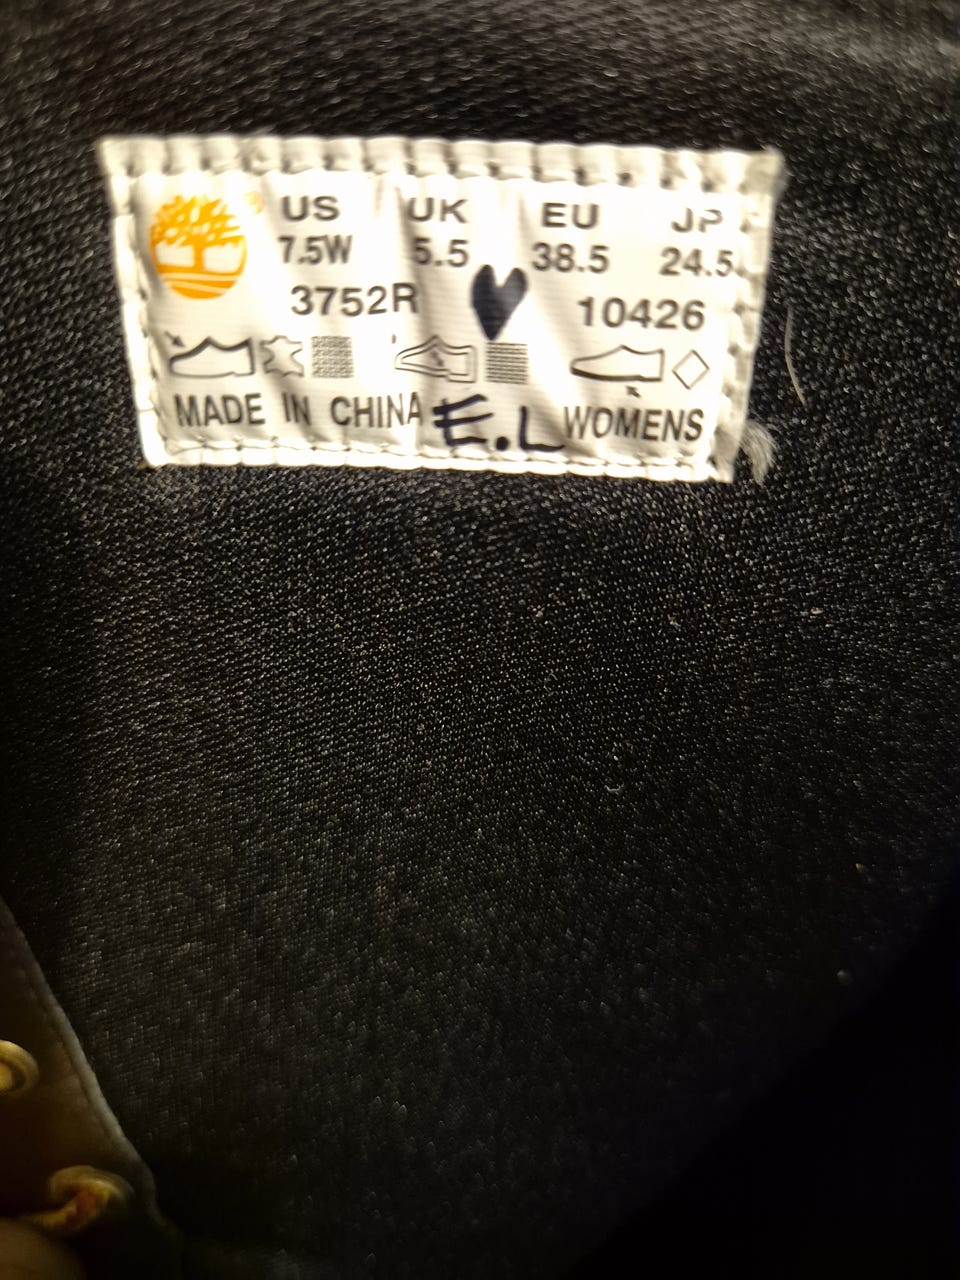 US UK EU JP
7.5W 5.5 38.5 24.5
3752R 10426
MADE IN CHINA E.L WOMENS